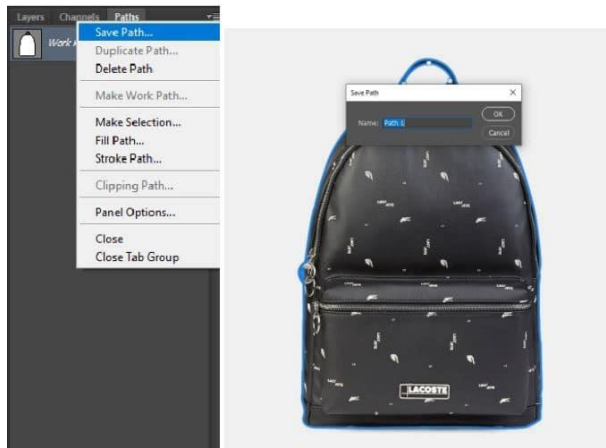 Layers Channels Paths
Work
Save Path...
Duplicate Path...
Delete Path
Make Work Path...
Make Selection...
Fill Path...
Stroke Path...
Clipping Path...
Panel Options...
Close
Close Tab Group
Save Path
Name: Path 1
OK
Cancel
LACOSTE